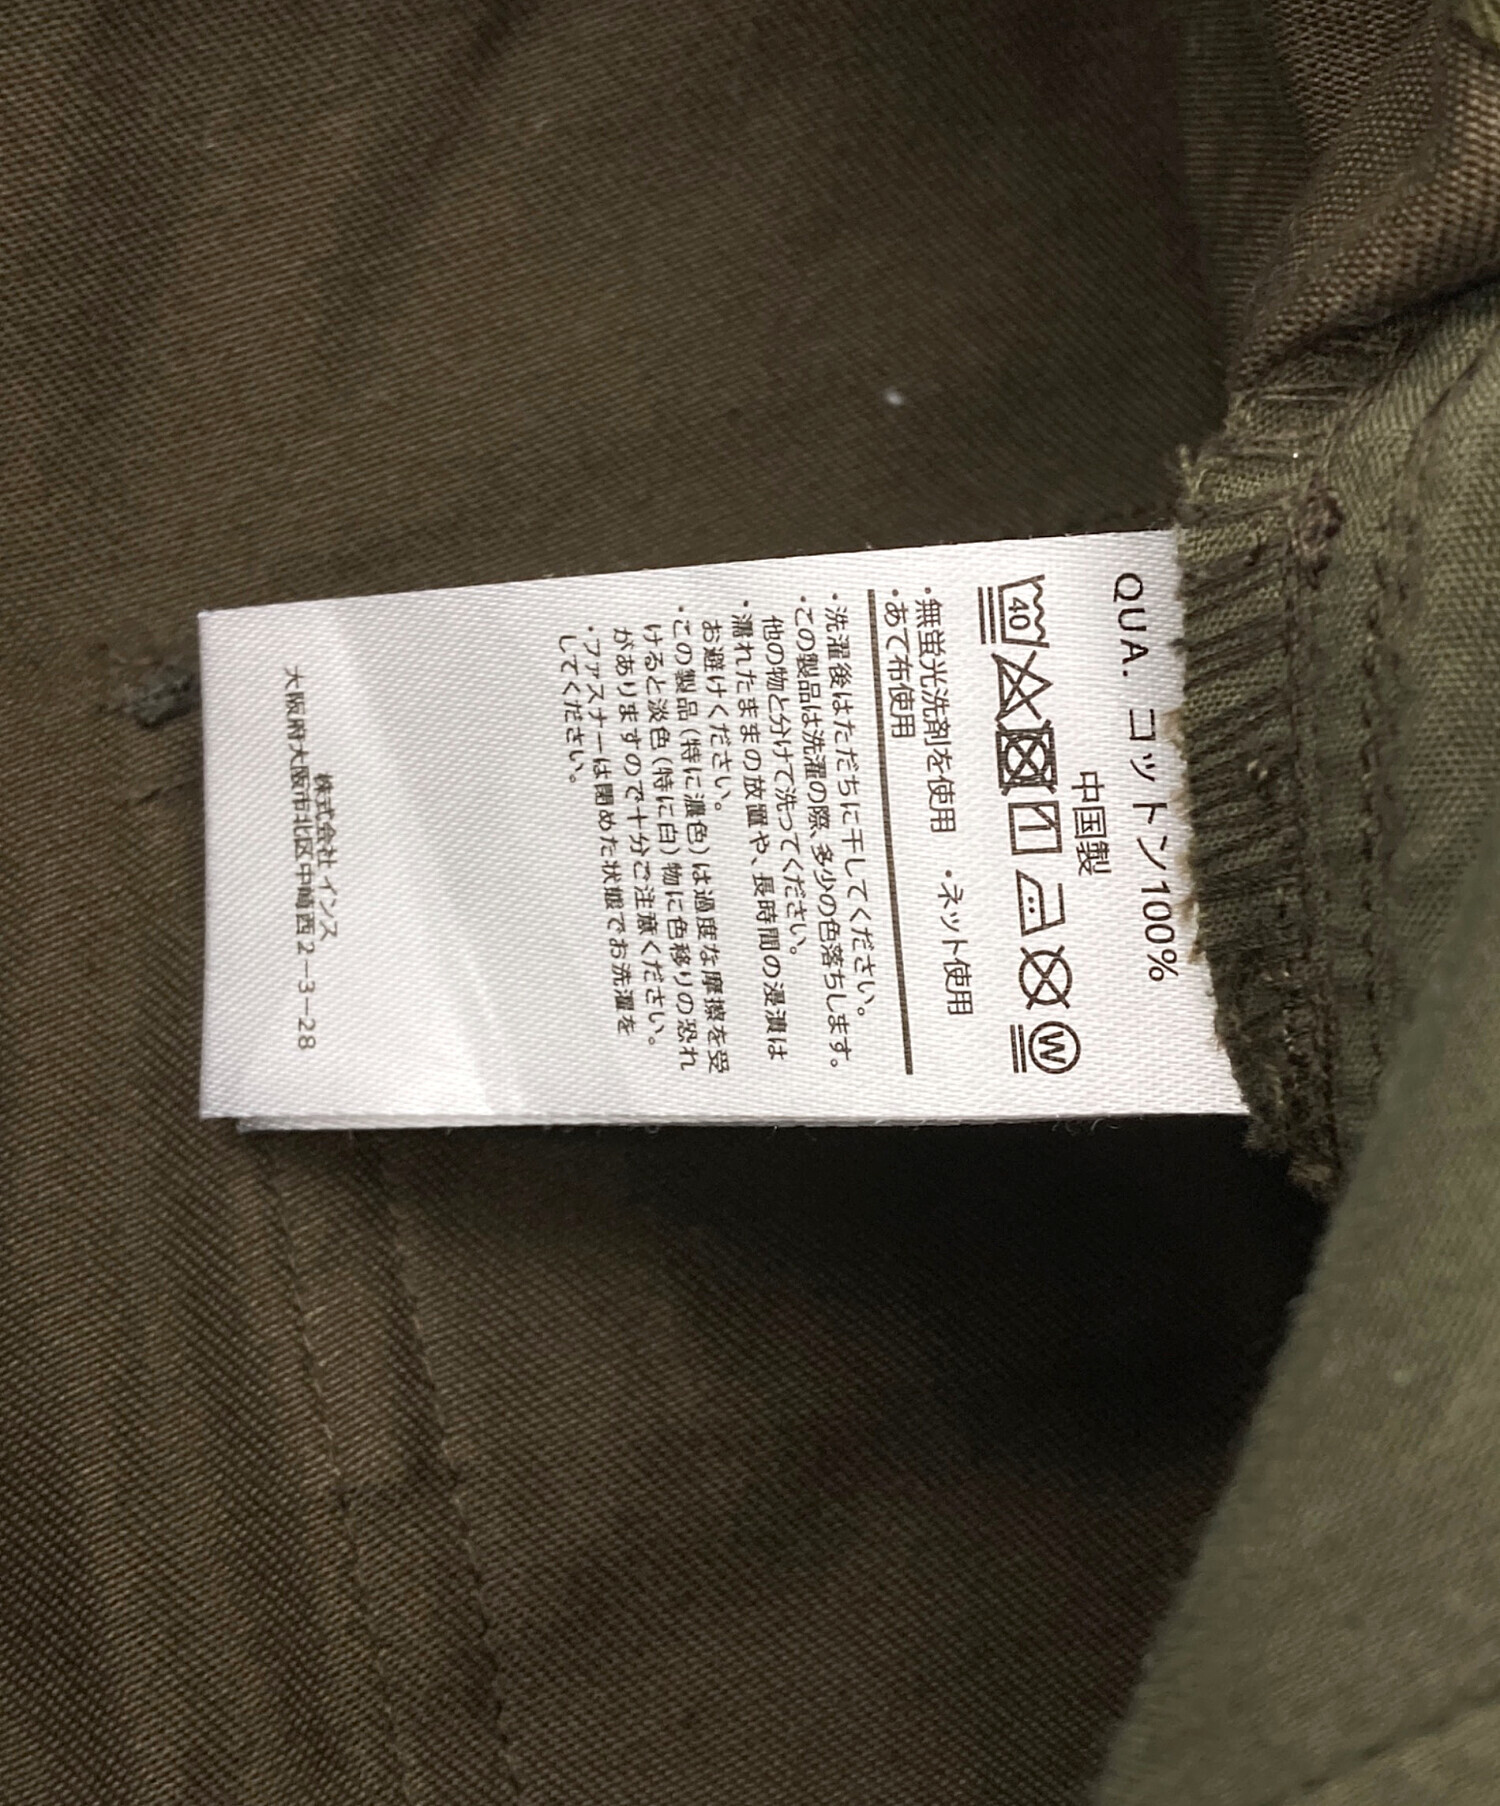 QUA. コットン100%
中国製
40
W
・無蛍光洗剤を使用 ・ネット使用
・あて布使用
・洗濯後はただちに干してください。
・この製品は洗濯の際、多少の色落ちします。
他の物と分けて洗ってください。
・濡れたままの放置や、長時間の浸漬は
お避けください。
・この製品(特に濃色)は過度な摩擦を受
けると淡色(特に白)物に色移りの恐れ
がありますので十分ご注意ください。
・ファスナーは閉めた状態でお洗濯を
してください。
株式会社インス
大阪府大阪市北区中崎西2-3-28